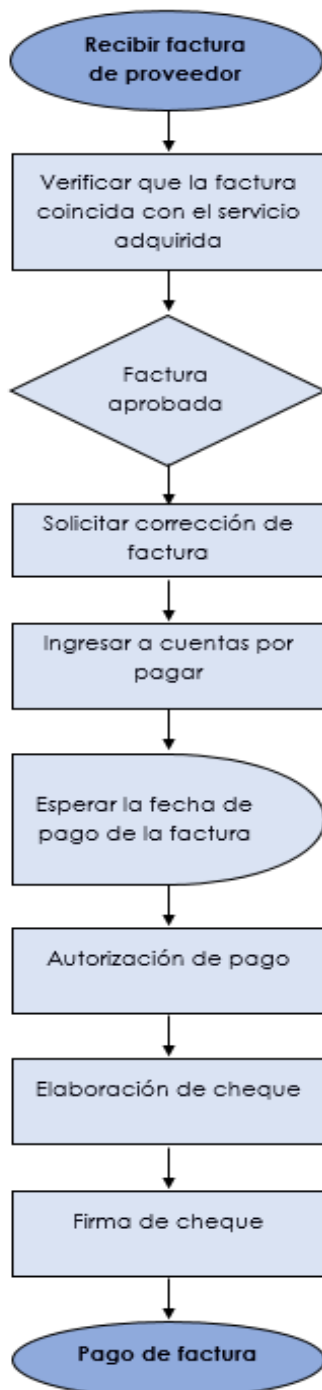 Recibir factura
de proveedor
Verificar que la factura
coincida con el servicio
adquirida
Factura
aprobada
Solicitar corrección de
factura
Ingresar a cuentas por
pagar
Esperar la fecha de
pago de la factura
Autorización de pago
Elaboración de cheque
Firma de cheque
Pago de factura